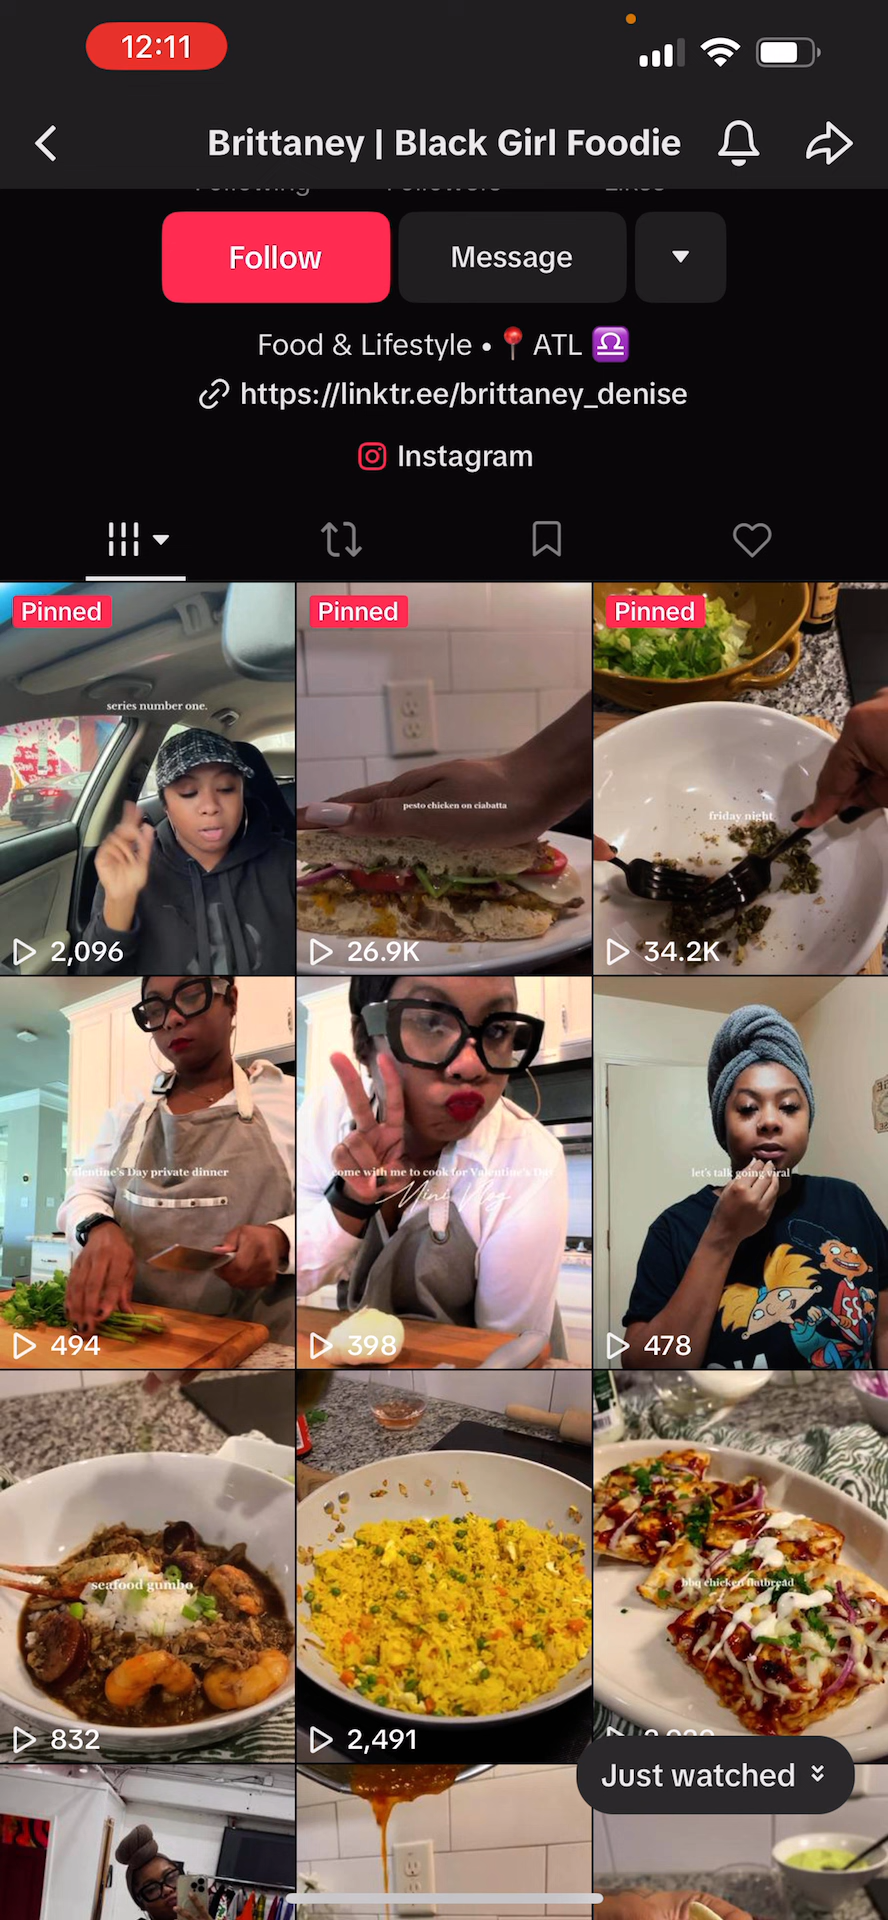 12:11
Brittaney | Black Girl Foodie
Following Followers Likes
Follow
Message
Food & Lifestyle • 📍 ATL ♎
https://linktr.ee/brittaney_denise
Instagram
Pinned
series number one.
2,096
Pinned
pesto chicken on ciabatta
26.9K
Pinned
friday night
34.2K
Valentine's Day private dinner
494
come with me to cook for Valentine's Day
Mini Vlog
398
let's talk going viral
478
seafood gumbo
832
2,491
bbq chicken flatbread
Just watched